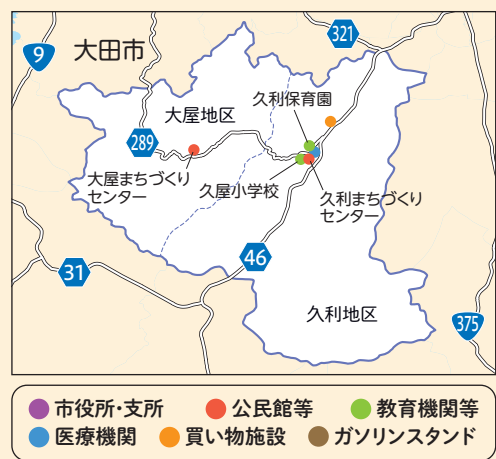 9
大田市
321
大屋地区
久利保育園
289
大屋まちづくり
センター
久屋小学校
久利まちづくり
センター
46
31
久利地区
375
市役所・支所
公民館等
教育機関等
医療機関
買い物施設
ガソリンスタンド